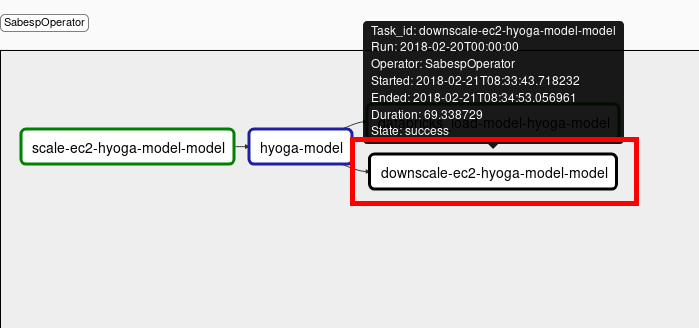 SabespOperator
Task_id: downscale-ec2-hyoga-model-model
Run: 2018-02-20T00:00:00
Operator: SabespOperator
Started: 2018-02-21T08:33:43.718232
Ended: 2018-02-21T08:34:53.056961
Duration: 69.338729
State: success
databricks_load-model-hyoga-model
scale-ec2-hyoga-model-model
hyoga-model
downscale-ec2-hyoga-model-model